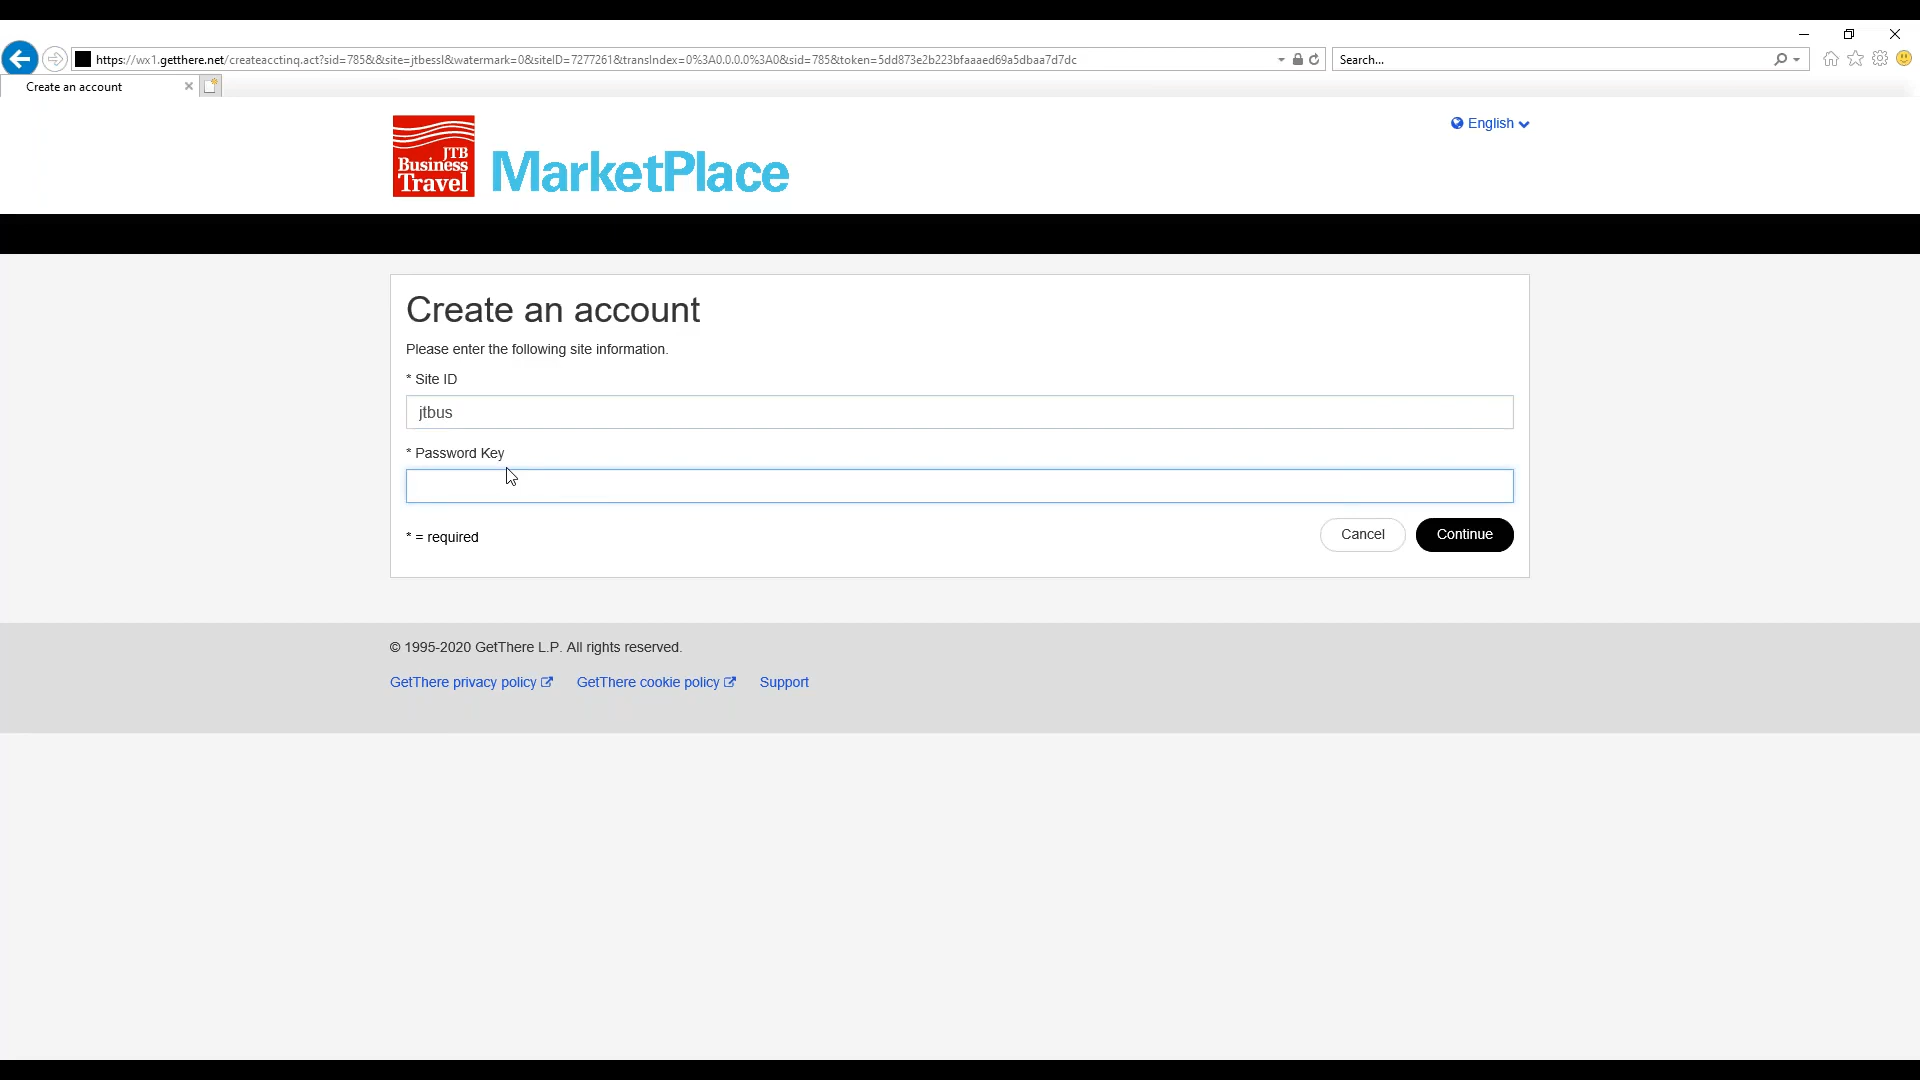 https://wx1.getthere.net/createacctinq.act?sid=785&&site=jtbessl&watermark=0&siteID=7277261&transIndex=0%3A0.0.0.0%3A0&sid=785&token=5dd873e2b223bfaaaed69a5dbaa7d7dc
Search...
Create an account
English
JTB
Business
Travel
MarketPlace
Create an account
Please enter the following site information.
* Site ID
jtbus
* Password Key
* = required
Cancel
Continue
© 1995-2020 GetThere L.P. All rights reserved.
GetThere privacy policy
GetThere cookie policy
Support